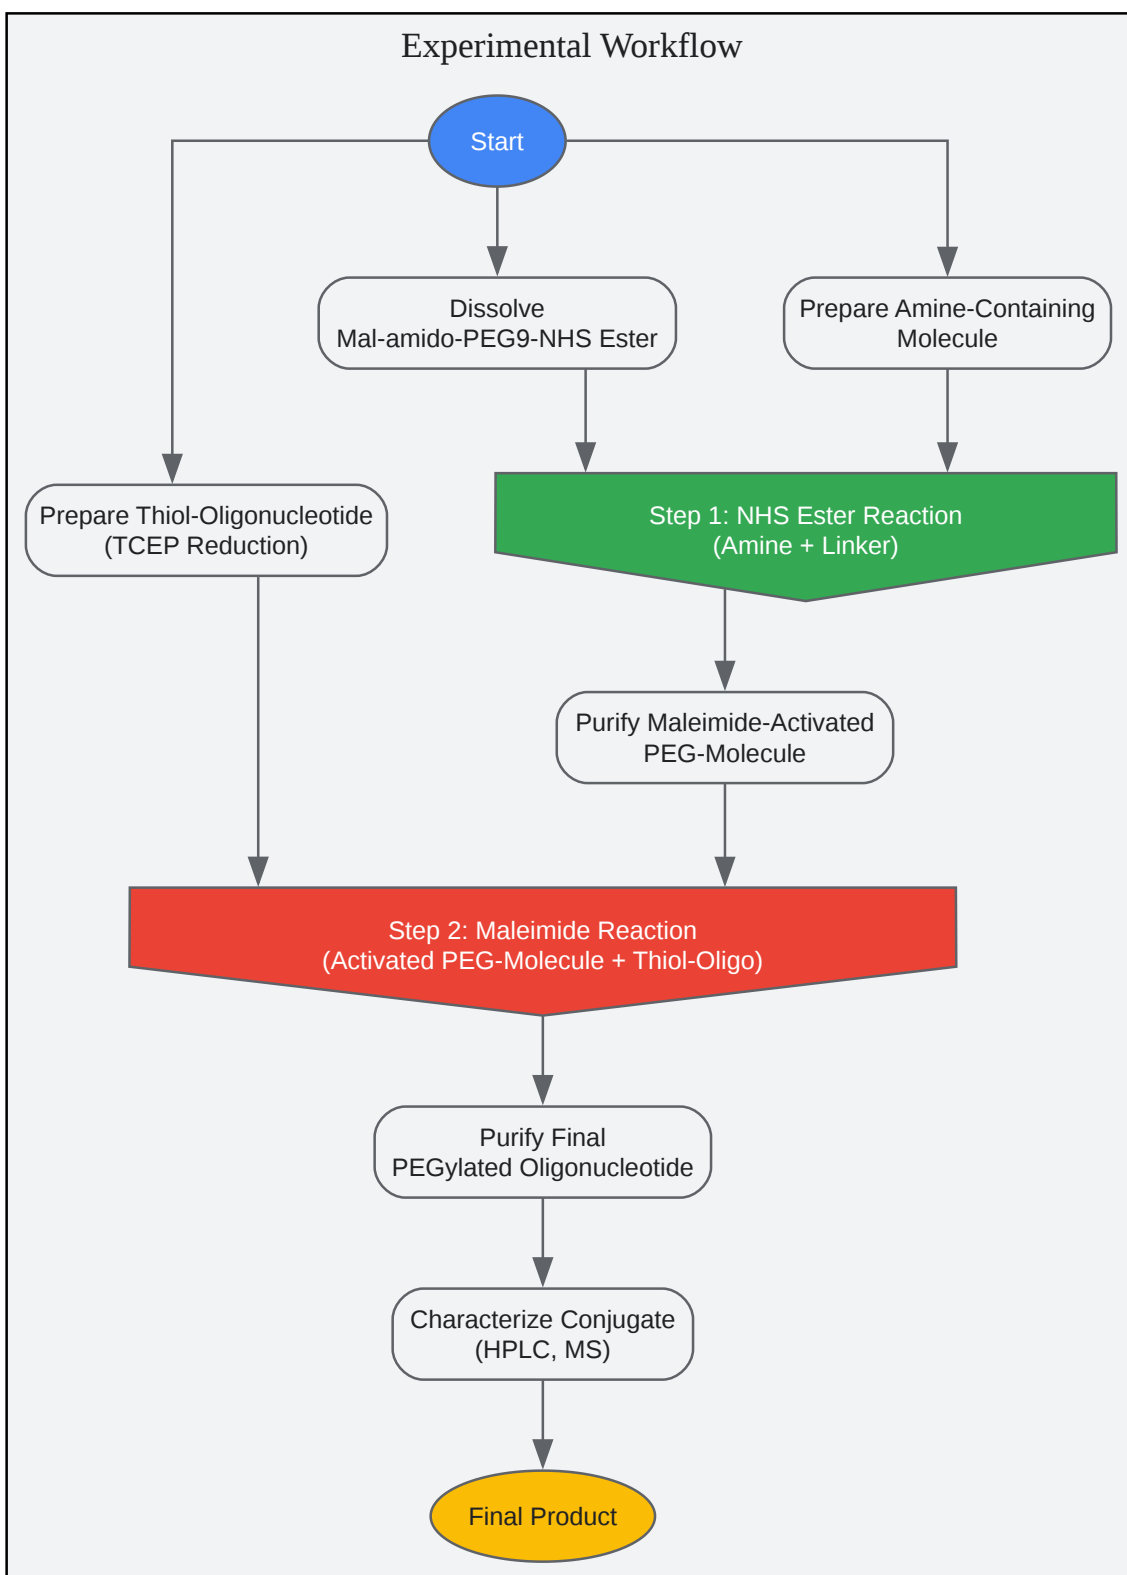 Experimental Workflow
Start
Dissolve
Mal-amido-PEG9-NHS Ester
Prepare Amine-Containing
Molecule
Prepare Thiol-Oligonucleotide
(TCEP Reduction)
Step 1: NHS Ester Reaction
(Amine + Linker)
Purify Maleimide-Activated
PEG-Molecule
Step 2: Maleimide Reaction
(Activated PEG-Molecule + Thiol-Oligo)
Purify Final
PEGylated Oligonucleotide
Characterize Conjugate
(HPLC, MS)
Final Product